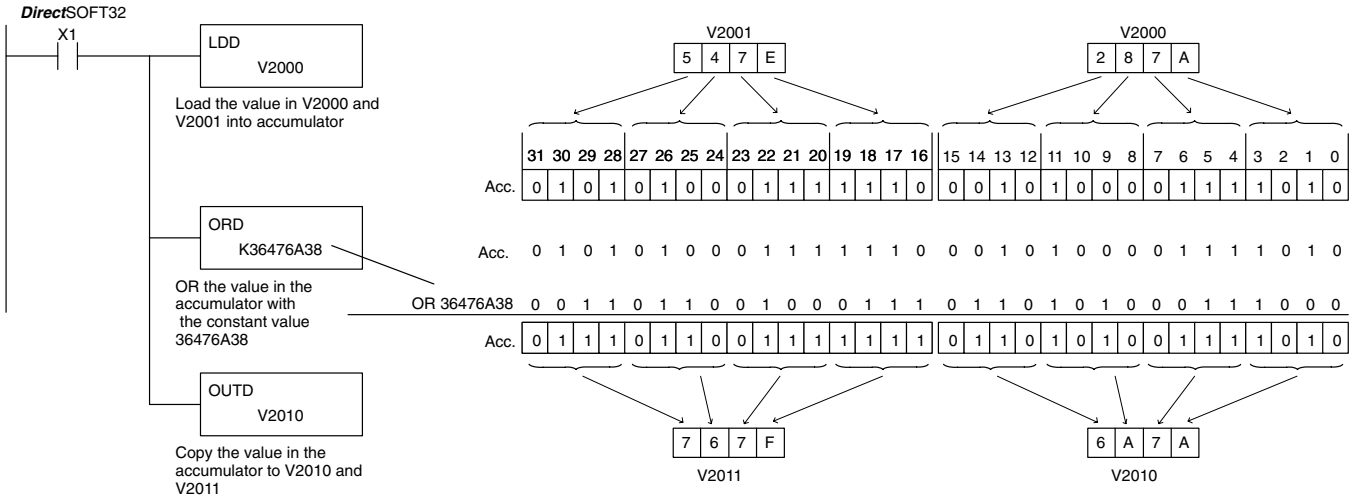 DirectSOFT32
X1
LDD
V2000
Load the value in V2000 and
V2001 into accumulator
ORD
K36476A38
OR the value in the
accumulator with
the constant value
36476A38
OUTD
V2010
Copy the value in the
accumulator to V2010 and
V2011
V2001
V2000
5 4 7 E
2 8 7 A
31 30 29 28 27 26 25 24 23 22 21 20 19 18 17 16 15 14 13 12 11 10 9 8 7 6 5 4 3 2 1 0
Acc. 0 1 0 1 0 1 0 0 0 1 1 1 1 1 1 0 0 0 1 0 1 0 0 0 0 1 1 1 1 0 1 0
Acc. 0 1 0 1 0 1 0 0 0 1 1 1 1 1 1 0 0 0 1 0 1 0 0 0 0 1 1 1 1 0 1 0
OR 36476A38 0 0 1 1 0 1 1 0 0 1 0 0 0 1 1 1 0 1 1 0 1 0 1 0 0 0 1 1 1 0 0 0
Acc. 0 1 1 1 0 1 1 0 0 1 1 1 1 1 1 1 0 1 1 0 1 0 1 0 0 1 1 1 1 0 1 0
7 6 7 F
6 A 7 A
V2011
V2010